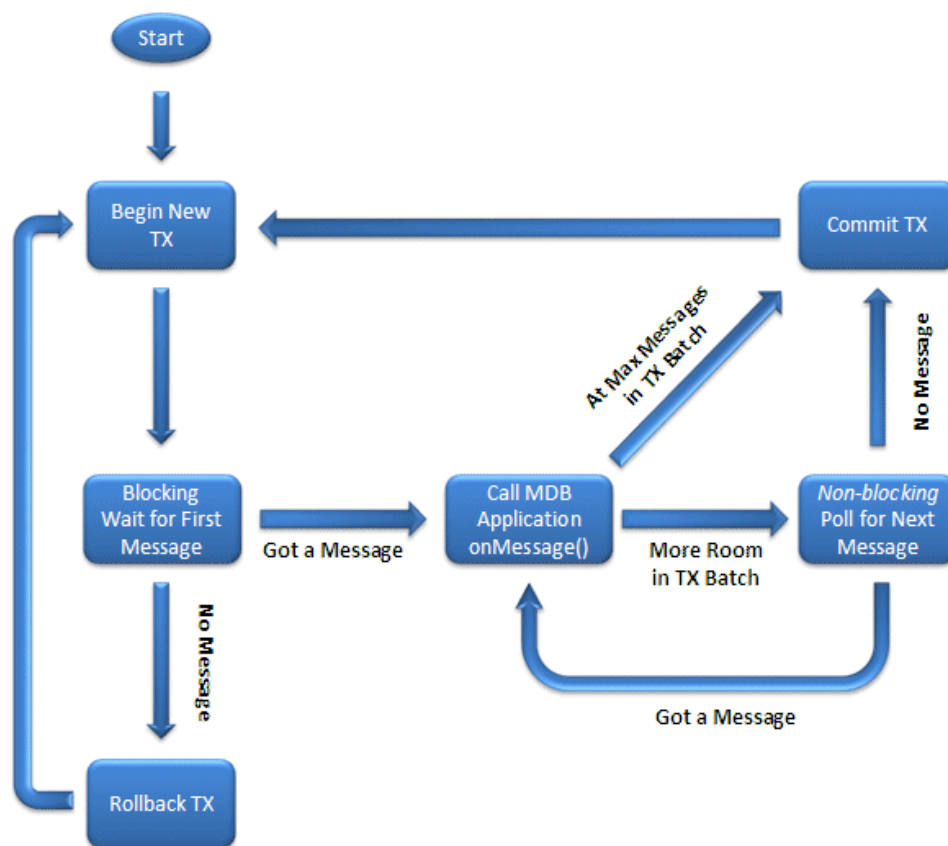 Start
Begin New
TX
Commit TX
At Max Messages
in TX Batch
No Message
Blocking
Wait for First
Message
Got a Message
Call MDB
Application
onMessage()
More Room
in TX Batch
Non-blocking
Poll for Next
Message
No Message
Got a Message
Rollback TX